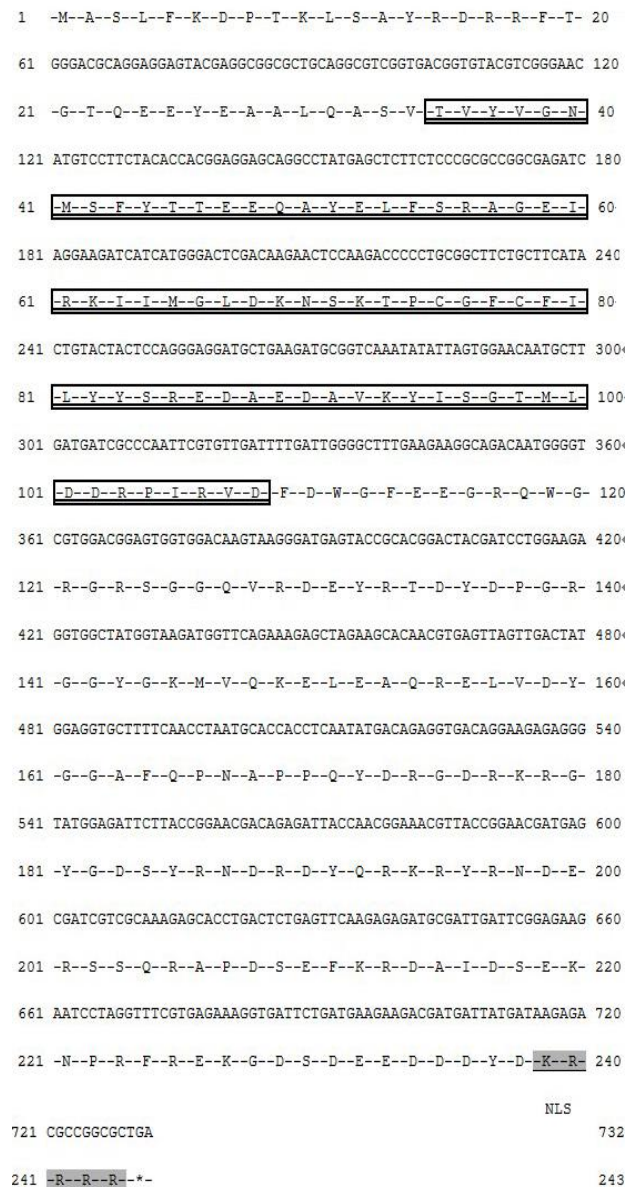 1 -M--A--S--L--F--K--D--P--T--K--L--S--A--Y--R--D--R--R--F--T- 20
61 GGGACGCAGGAGGAGTACGAGGCGGCGCTGCAGGCGTCGGTGACGGTGTACGTCGGGAAC 120
21 -G--T--Q--E--E--Y--E--A--A--L--Q--A--S--V--T--V--Y--V--G--N- 40
121 ATGTCCTTCTACACCACGGAGGAGCAGGCCTATGAGCTCTTCTCCCGCGCCGGCGAGATC 180
41 -M--S--F--Y--T--T--E--E--Q--A--Y--E--L--F--S--R--A--G--E--I- 60
181 AGGAAGATCATCATGGGACTCGACAAGAACTCCAAGACCCCCTGCGGCTTCTGCTTCATA 240
61 -R--K--I--I--M--G--L--D--K--N--S--K--T--P--C--G--F--C--F--I- 80
241 CTGTACTACTCCAGGGAGGATGCTGAAGATGCGGTCAAATATATTAGTGGAACAATGCTT 300
81 -L--Y--Y--S--R--E--D--A--E--D--A--V--K--Y--I--S--G--T--M--L- 100
301 GATGATCGCCCAATTCGTGTTGATTTTGATTGGGGCTTTGAAGAAGGCAGACAATGGGGT 360
101 -D--D--R--P--I--R--V--D--F--D--W--G--F--E--E--G--R--Q--W--G- 120
361 CGTGGACGGAGTGGTGGACAAGTAAGGGATGAGTACCGCACGGACTACGATCCTGGAAGA 420
121 -R--G--R--S--G--G--Q--V--R--D--E--Y--R--T--D--Y--D--P--G--R- 140
421 GGTGGCTATGGTAAGATGGTTCAGAAAGAGCTAGAAGCACAACGTGAGTTAGTTGACTAT 480
141 -G--G--Y--G--K--M--V--Q--K--E--L--E--A--Q--R--E--L--V--D--Y- 160
481 GGAGGTGCTTTTCAACCTAATGCACCACCTCAATATGACAGAGGTGACAGGAAGAGAGGG 540
161 -G--G--A--F--Q--P--N--A--P--P--Q--Y--D--R--G--D--R--K--R--G- 180
541 TATGGAGATTCTTACCGGAACGACAGAGATTACCAACGGAAACGTTACCGGAACGATGAG 600
181 -Y--G--D--S--Y--R--N--D--R--D--Y--Q--R--K--R--Y--R--N--D--E- 200
601 CGATCGTCGCAAAGAGCACCTGACTCTGAGTTCAAGAGAGATGCGATTGATTCGGAGAAG 660
201 -R--S--S--Q--R--A--P--D--S--E--F--K--R--D--A--I--D--S--E--K- 220
661 AATCCTAGGTTTCGTGAGAAAGGTGATTCTGATGAAGAAGACGATGATTATGATAAGAGA 720
221 -N--P--R--F--R--E--K--G--D--S--D--E--E--D--D--D--Y--D--K--R- 240
NLS
721 CGCCGGCGCTGA 732
241 -R--R--R--*- 243